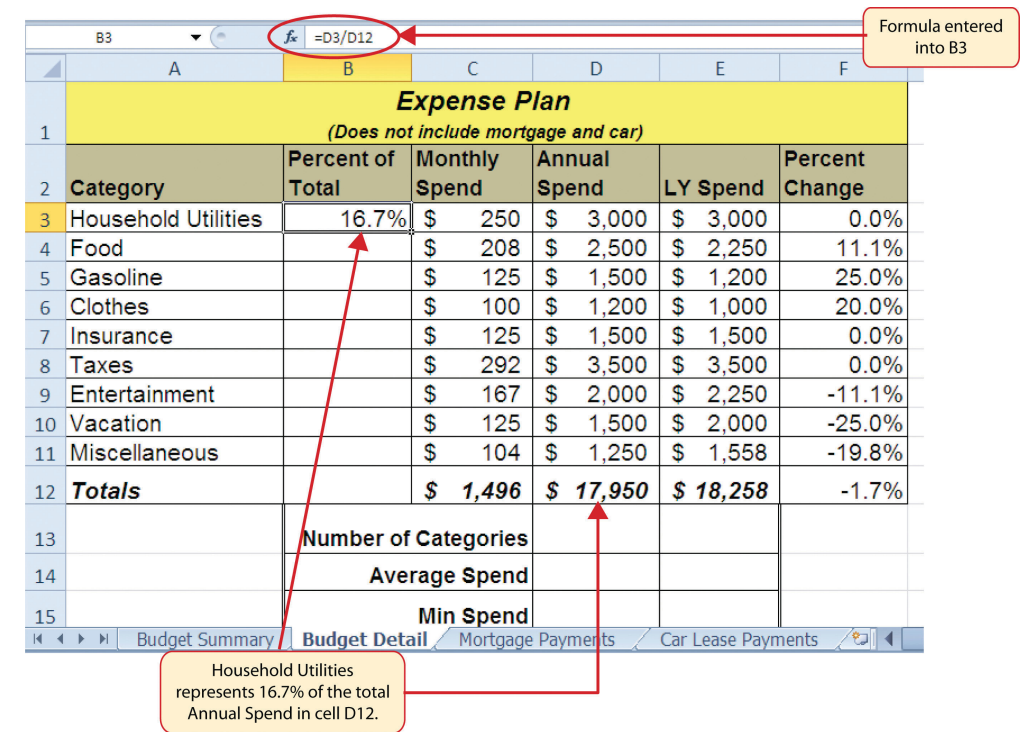 Formula entered
into B3
B3 fx =D3/D12
A B C D E F
1 Expense Plan
(Does not include mortgage and car)
2 Category Percent of Total Monthly Spend Annual Spend LY Spend Percent Change
3 Household Utilities 16.7% $ 250 $ 3,000 $ 3,000 0.0%
4 Food $ 208 $ 2,500 $ 2,250 11.1%
5 Gasoline $ 125 $ 1,500 $ 1,200 25.0%
6 Clothes $ 100 $ 1,200 $ 1,000 20.0%
7 Insurance $ 125 $ 1,500 $ 1,500 0.0%
8 Taxes $ 292 $ 3,500 $ 3,500 0.0%
9 Entertainment $ 167 $ 2,000 $ 2,250 -11.1%
10 Vacation $ 125 $ 1,500 $ 2,000 -25.0%
11 Miscellaneous $ 104 $ 1,250 $ 1,558 -19.8%
12 Totals $ 1,496 $ 17,950 $ 18,258 -1.7%
13 Number of Categories
14 Average Spend
15 Min Spend
Budget Summary Budget Detail Mortgage Payments Car Lease Payments
Household Utilities
represents 16.7% of the total
Annual Spend in cell D12.